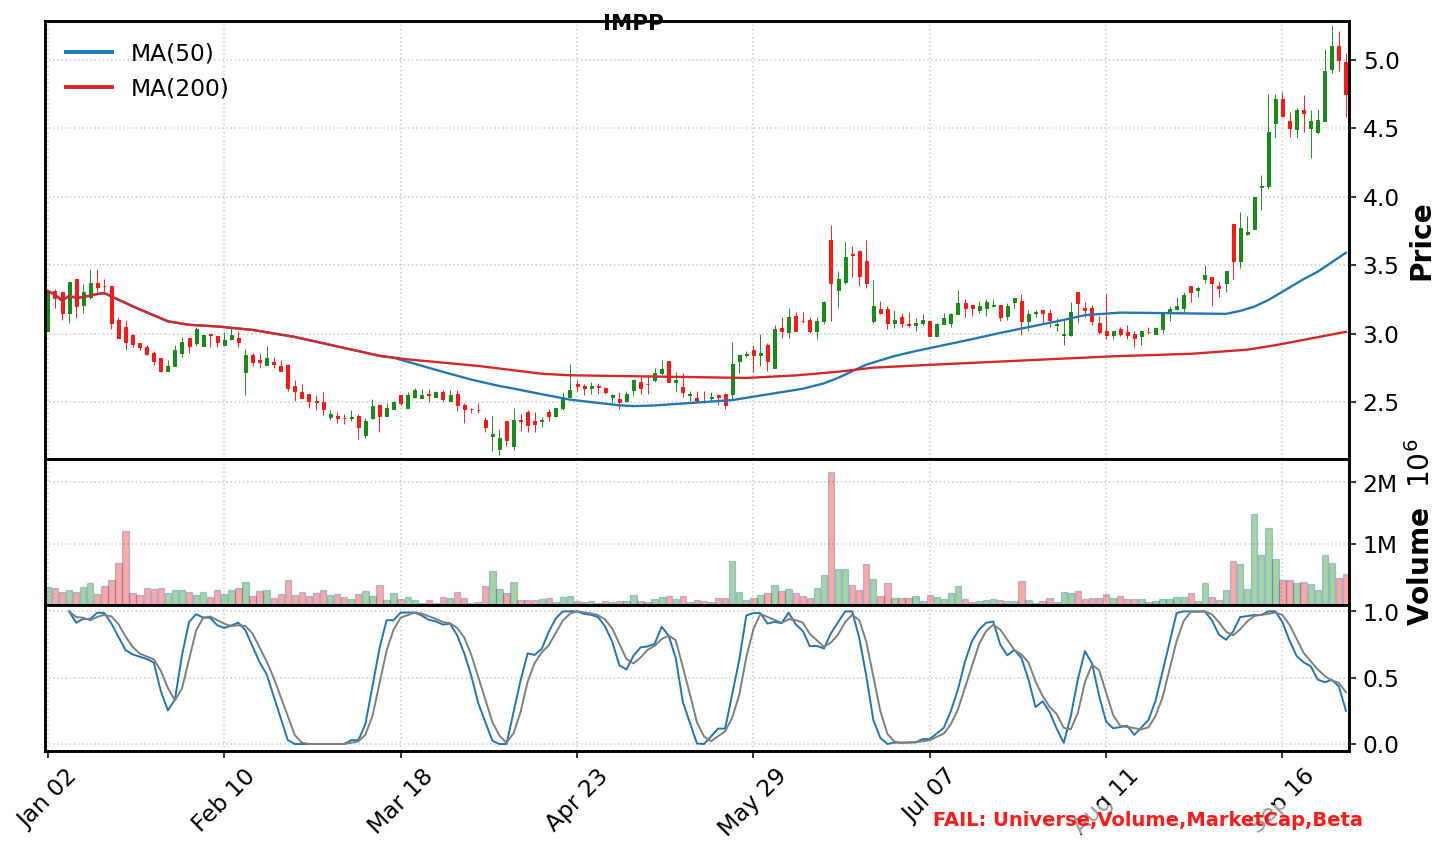 IMPP
MA(50)
MA(200)
5.0
4.5
4.0
3.5
3.0
2.5
Price
2M
1M
Volume 10⁶
1.0
0.5
0.0
Jan 02
Feb 10
Mar 18
Apr 23
May 29
Jul 07
Aug 11
Sep 16
FAIL: Universe,Volume,MarketCap,Beta